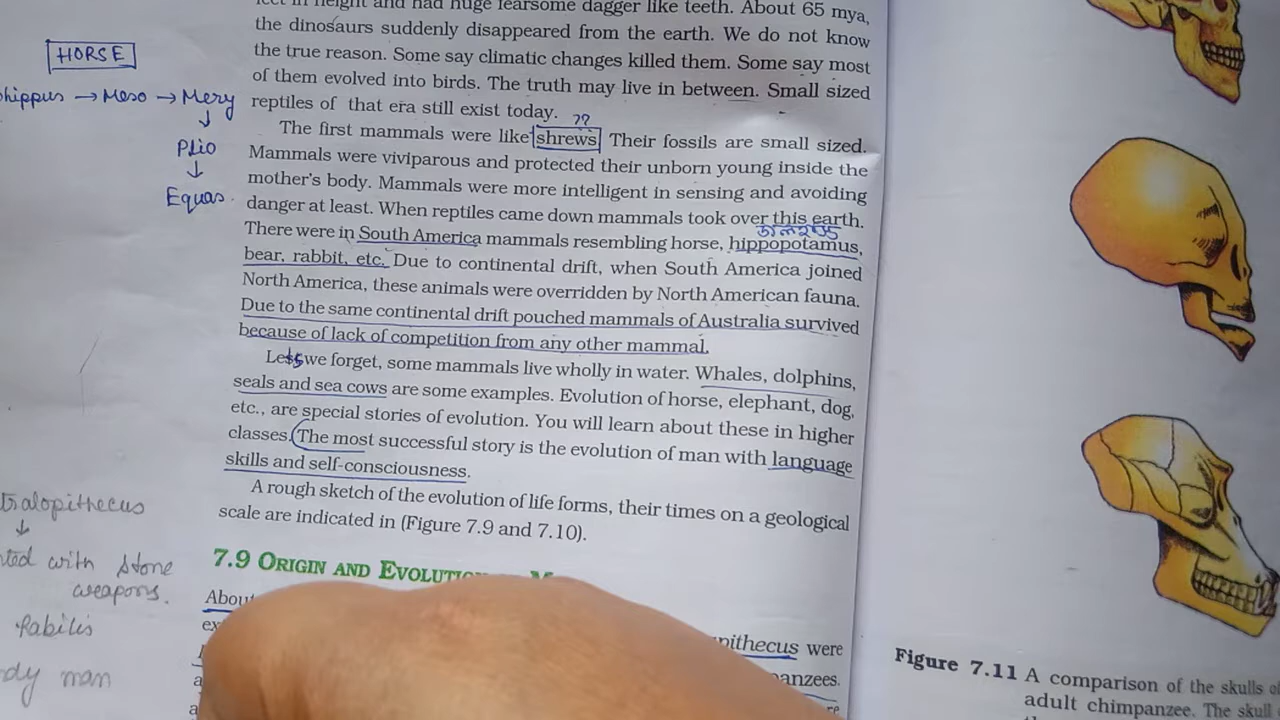 feet in height and had huge fearsome dagger like teeth. About 65 mya,
the dinosaurs suddenly disappeared from the earth. We do not know
the true reason. Some say climatic changes killed them. Some say most
of them evolved into birds. The truth may live in between. Small sized
reptiles of that era still exist today.
??
The first mammals were like shrews. Their fossils are small sized.
Mammals were viviparous and protected their unborn young inside the
mother's body. Mammals were more intelligent in sensing and avoiding
danger at least. When reptiles came down mammals took over this earth.
There were in South America mammals resembling horse, hippopotamus,
bear, rabbit, etc. Due to continental drift, when South America joined
North America, these animals were overridden by North American fauna.
Due to the same continental drift pouched mammals of Australia survived
because of lack of competition from any other mammal.
Lets we forget, some mammals live wholly in water. Whales, dolphins,
seals and sea cows are some examples. Evolution of horse, elephant, dog,
etc., are special stories of evolution. You will learn about these in higher
classes. The most successful story is the evolution of man with language
skills and self-consciousness.
A rough sketch of the evolution of life forms, their times on a geological
scale are indicated in (Figure 7.9 and 7.10).
7.9 ORIGIN AND EVOLUTION
Abou
pithecus were
anzees.
HORSE
hippus → Meso → Mery
↓
Plio
↓
Equas
tralopithecus
↓
ted with stone
weapons.
Habilis
dy man
Figure 7.11 A comparison of the skulls of
adult chimpanzee. The skull